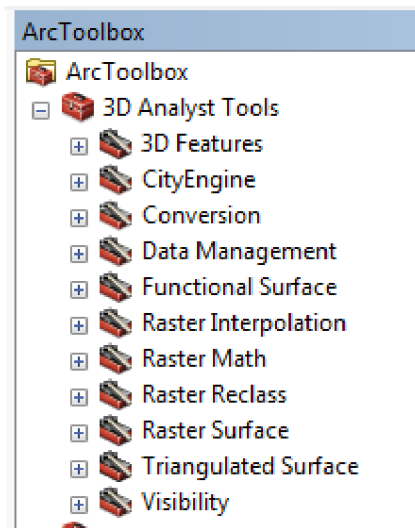 ArcToolbox
ArcToolbox
3D Analyst Tools
3D Features
CityEngine
Conversion
Data Management
Functional Surface
Raster Interpolation
Raster Math
Raster Reclass
Raster Surface
Triangulated Surface
Visibility